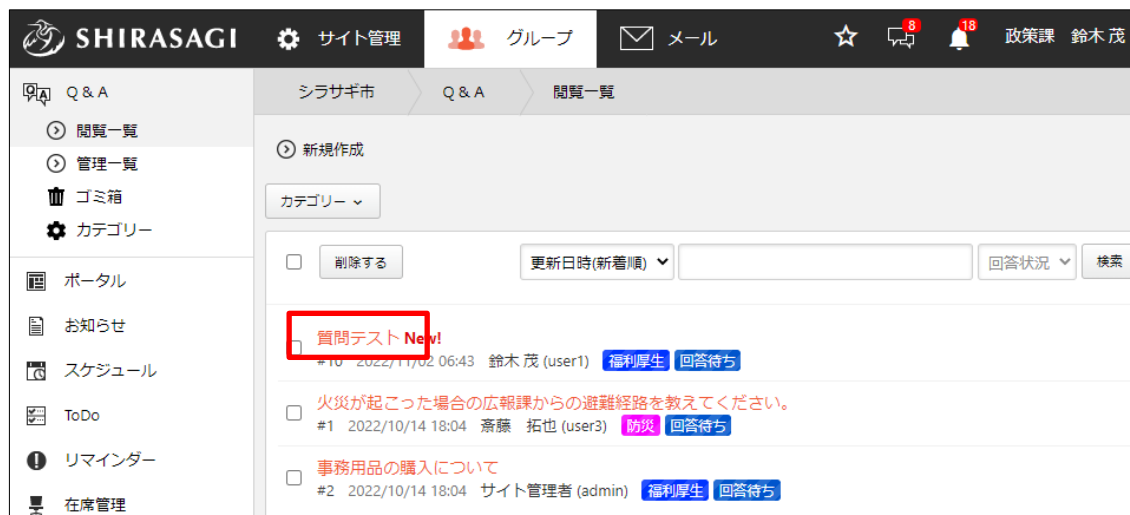 SHIRASAGI サイト管理 グループ メール 8 18 政策課 鈴木 茂
Q & A
閲覧一覧
管理一覧
ゴミ箱
カテゴリー
ポータル
お知らせ
スケジュール
ToDo
リマインダー
在席管理
シラサギ市 Q & A 閲覧一覧
新規作成
カテゴリー
削除する 更新日時(新着順) 回答状況 検索
質問テスト New!
#10 2022/11/02 06:43 鈴木 茂 (user1) 福利厚生 回答待ち
火災が起こった場合の広報課からの避難経路を教えてください。
#1 2022/10/14 18:04 斎藤 拓也 (user3) 防災 回答待ち
事務用品の購入について
#2 2022/10/14 18:04 サイト管理者 (admin) 福利厚生 回答待ち